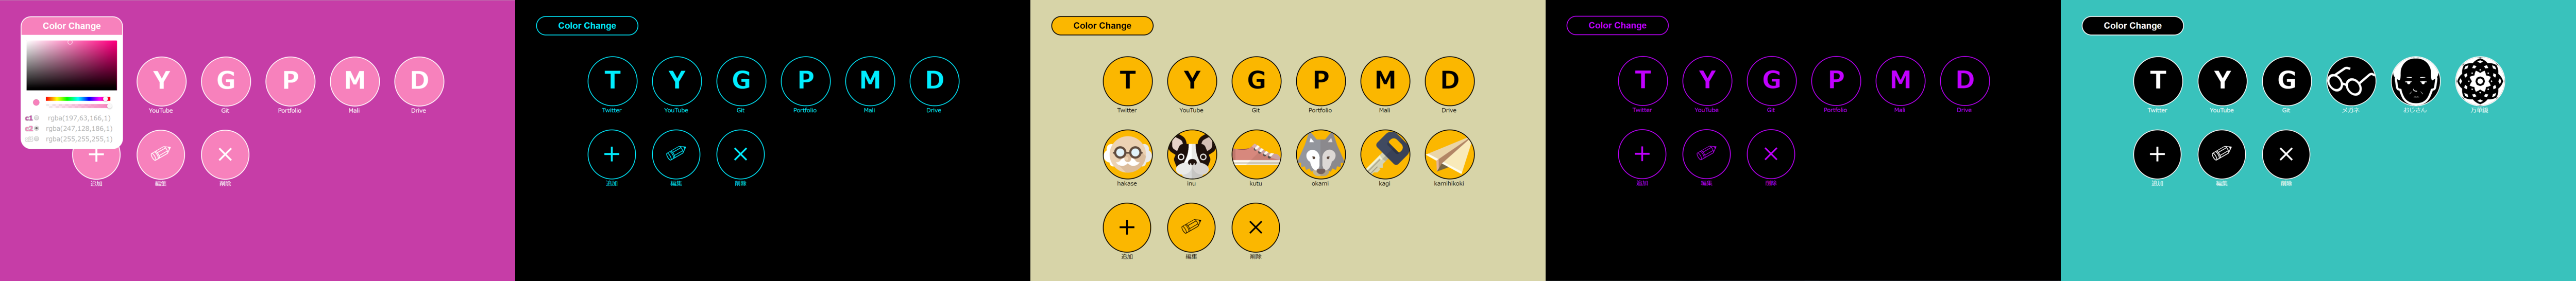 Color Change
Y G P M D
YouTube Git Portfolio Mali Drive
c1 rgba(197,63,166,1)
c2 rgba(247,128,186,1)
c3 rgba(255,255,255,1)
追加 編集 削除
Color Change
T Y G P M D
Twitter YouTube Git Portfolio Mali Drive
追加 編集 削除
Color Change
T Y G P M D
Twitter YouTube Git Portfolio Mali Drive
hakase inu kutu okami kagi kamihikoki
追加 編集 削除
Color Change
T Y G P M D
Twitter YouTube Git Portfolio Mali Drive
追加 編集 削除
Color Change
T Y G
Twitter YouTube Git メガネ おじさん 万華鏡
追加 編集 削除